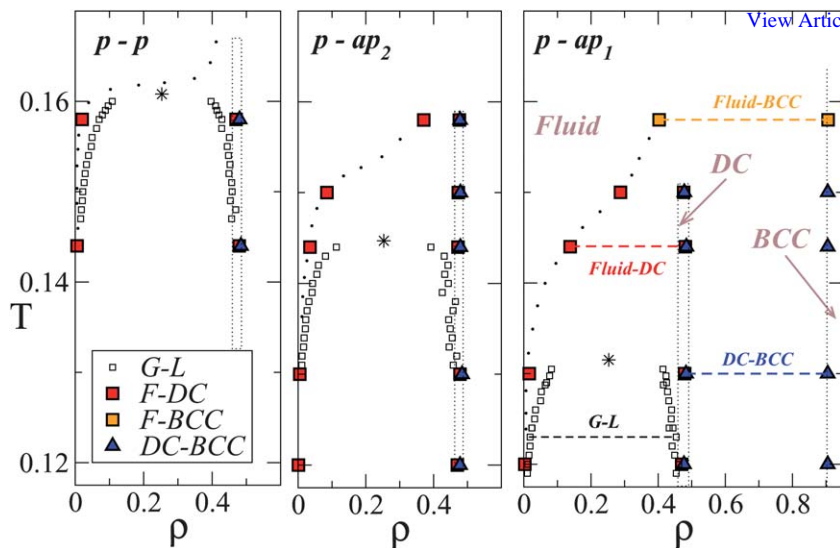 View Artic
p - p
p - ap2
p - ap1
0.16
Fluid-BCC
Fluid
DC
0.14
Fluid-DC
BCC
T
G-L
F-DC
F-BCC
DC-BCC
DC-BCC
G-L
0.12
0 0.2 0.4
0 0.2 0.4
0 0.2 0.4 0.6 0.8
ρ
ρ
ρ